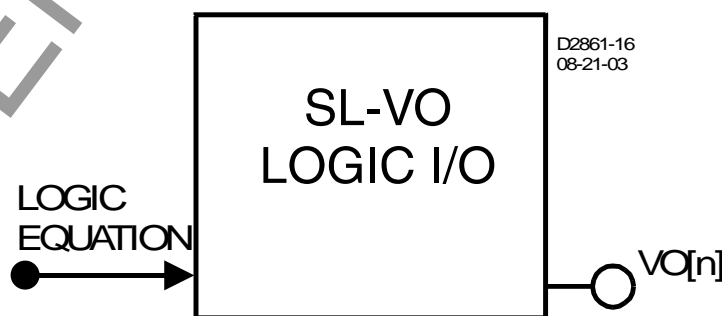 D2861-16
08-21-03
SL-VO
LOGIC I/O
LOGIC
EQUATION
VO[n]